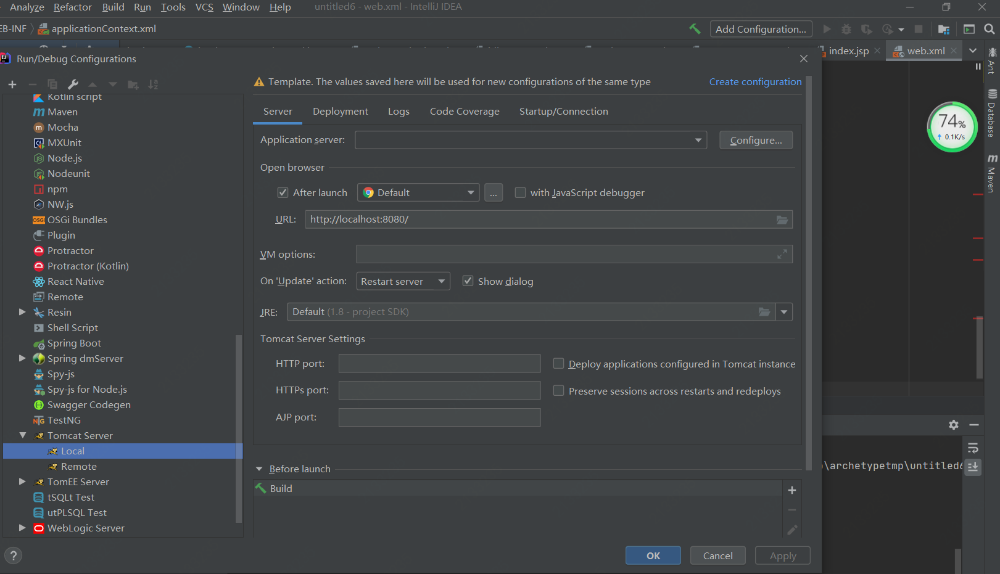 Analyze Refactor Build Run Tools VCS Window Help untitled6 - web.xml - IntelliJ IDEA
EB-INF applicationContext.xml
Add Configuration...
index.jsp
web.xml
Run/Debug Configurations
Kotlin script
Maven
Mocha
MXUnit
Node.js
Nodeunit
npm
NW.js
OSGi Bundles
Plugin
Protractor
Protractor (Kotlin)
React Native
Remote
Resin
Shell Script
Spring Boot
Spring dmServer
Spy-js
Spy-js for Node.js
Swagger Codegen
TestNG
Tomcat Server
Local
Remote
TomEE Server
tSQLt Test
utPLSQL Test
WebLogic Server
Template. The values saved here will be used for new configurations of the same type
Create configuration
Server Deployment Logs Code Coverage Startup/Connection
Application server:
Configure...
Open browser
After launch
Default
...
with JavaScript debugger
URL: http://localhost:8080/
VM options:
On 'Update' action: Restart server Show dialog
JRE: Default (1.8 - project SDK)
Tomcat Server Settings
HTTP port:
Deploy applications configured in Tomcat instance
HTTPs port:
Preserve sessions across restarts and redeploys
AJP port:
Before launch
Build
OK Cancel Apply
?
74%
0.1K/s
Ant
Database
Maven
\archetypetmp\untitled6